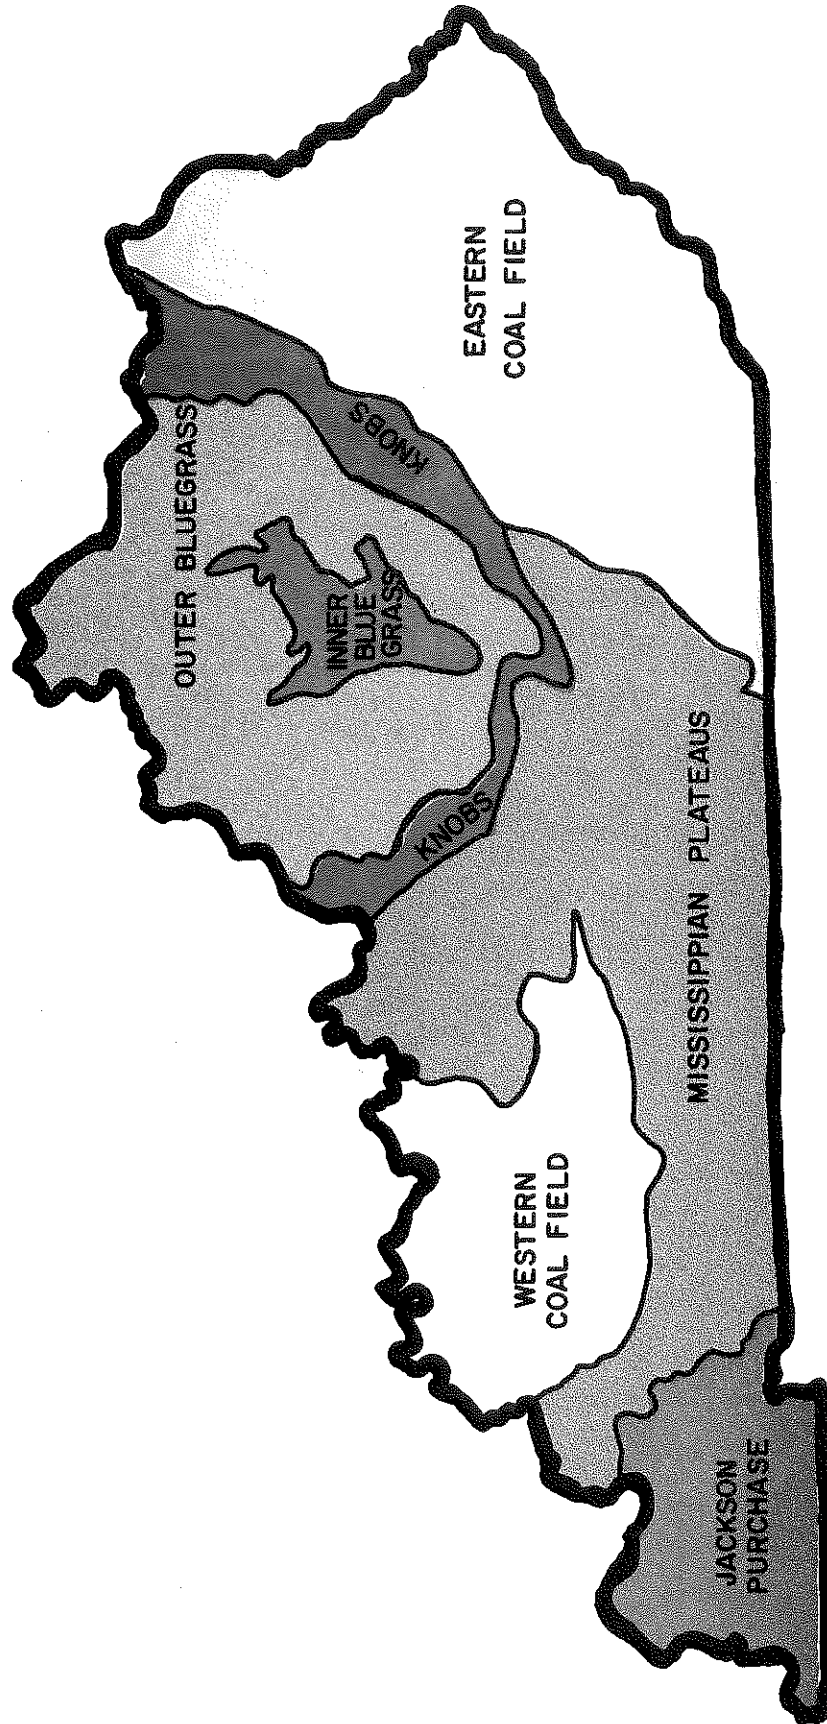 OUTER BLUEGRASS
INNER
BLUE
GRASS
KNOBS
KNOBS
EASTERN
COAL FIELD
WESTERN
COAL FIELD
MISSISSIPPIAN PLATEAUS
JACKSON
PURCHASE